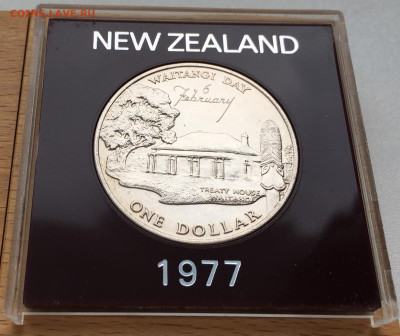 COINS.LAVE.RU
NEW ZEALAND
WAITANGI DAY
6
February
TREATY HOUSE
WAITANGI
ONE DOLLAR
1977